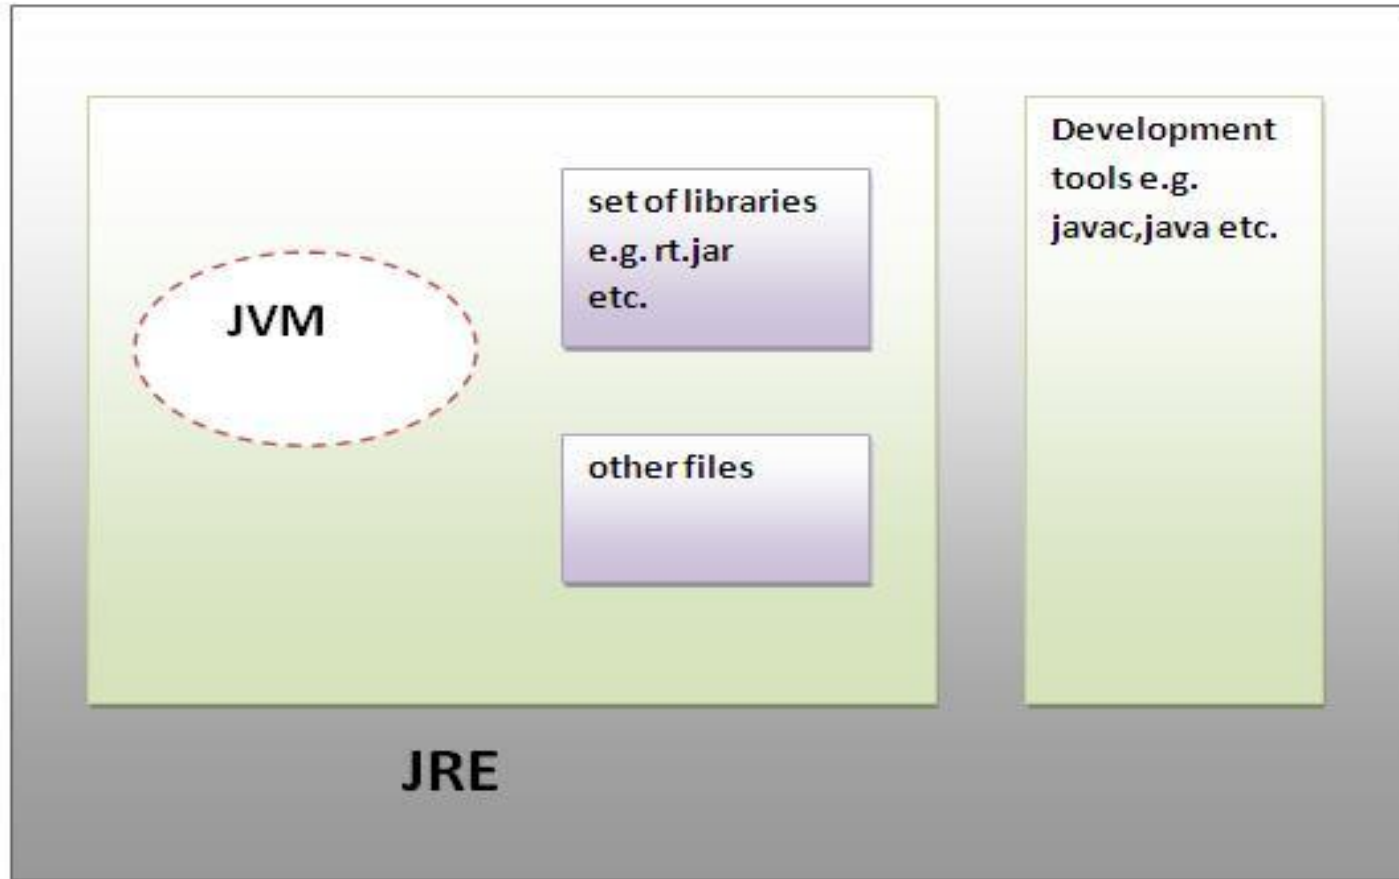 JVM
set of libraries
e.g. rt.jar
etc.
other files
Development
tools e.g.
javac,java etc.
JRE